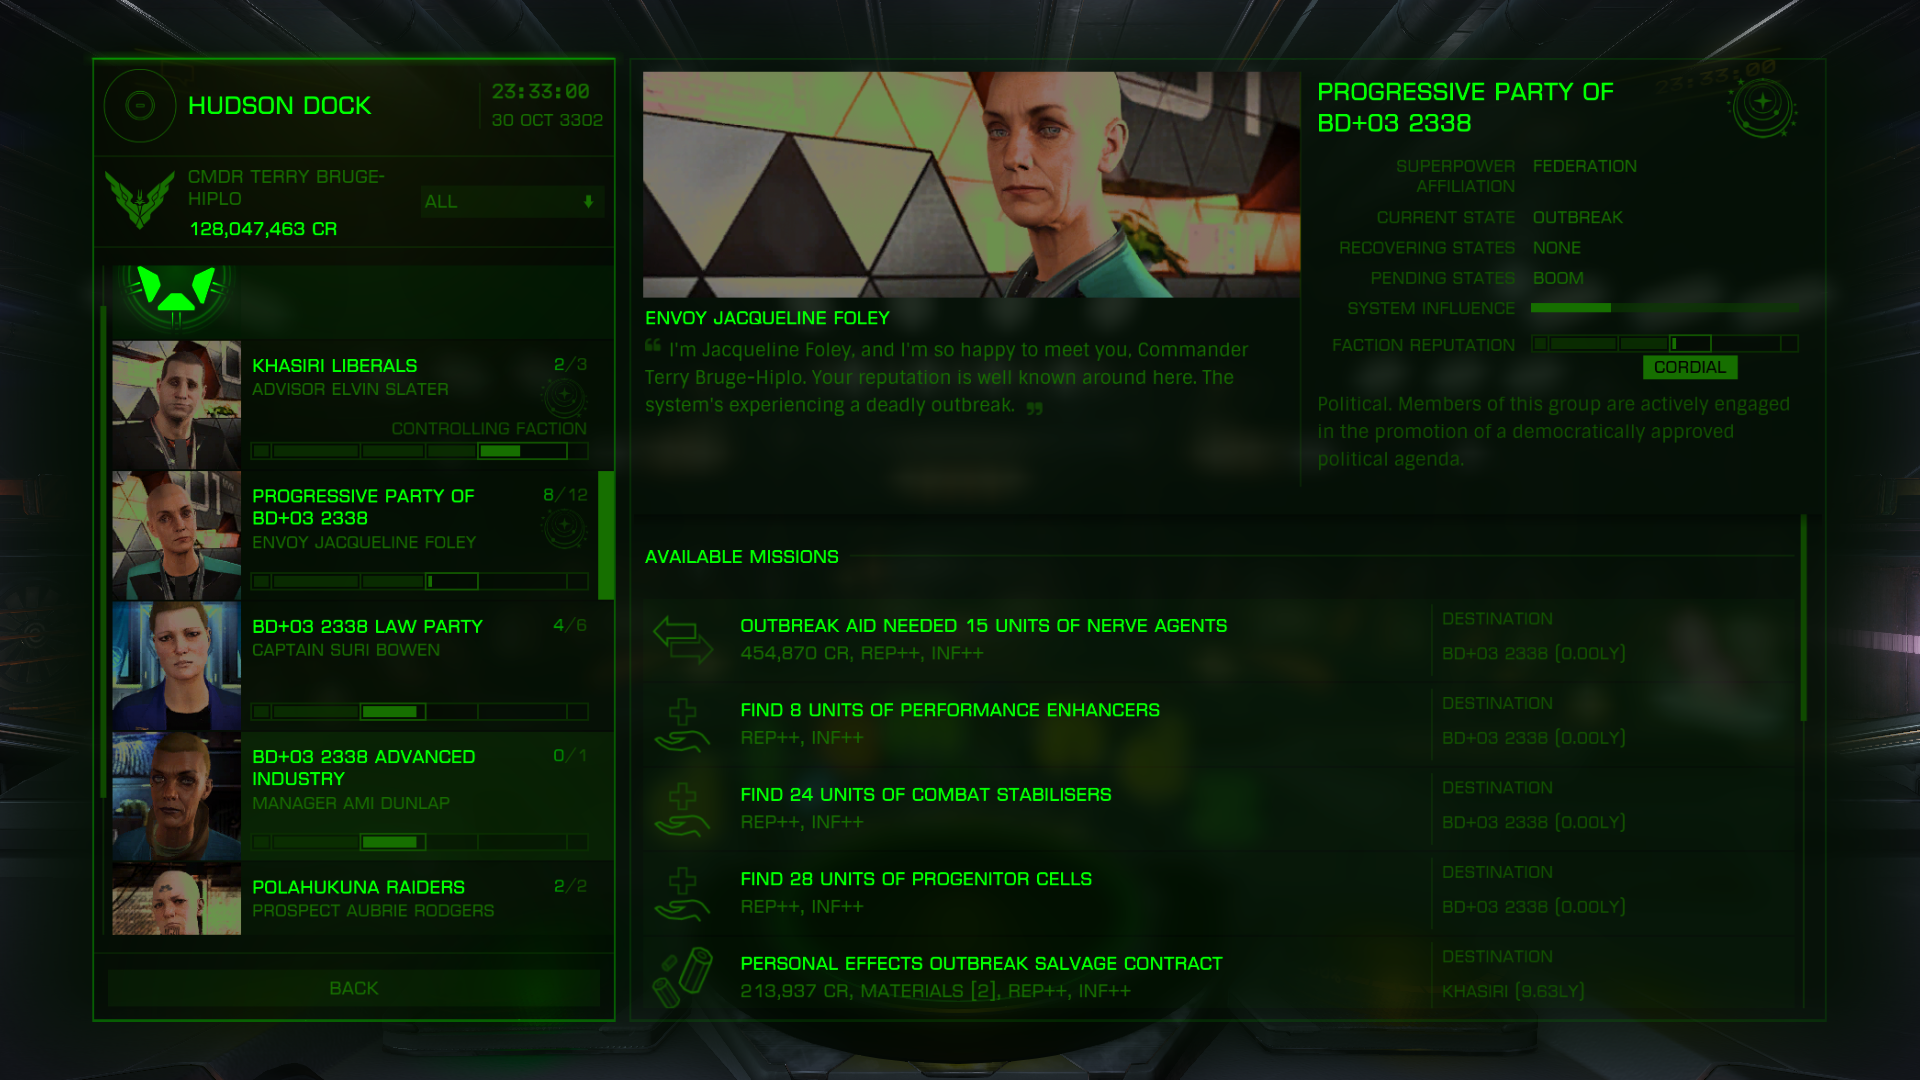 HUDSON DOCK
23:33:00
30 OCT 3302
CMDR TERRY BRUGE-
HIPLO
128,047,463 CR
ALL
KHASIRI LIBERALS
2/3
ADVISOR ELVIN SLATER
CONTROLLING FACTION
PROGRESSIVE PARTY OF
BD+03 2338
8/12
ENVOY JACQUELINE FOLEY
BD+03 2338 LAW PARTY
4/6
CAPTAIN SURI BOWEN
BD+03 2338 ADVANCED
INDUSTRY
0/1
MANAGER AMI DUNLAP
POLAHUKUNA RAIDERS
2/2
PROSPECT AUBRIE RODGERS
BACK
ENVOY JACQUELINE FOLEY
“ I'm Jacqueline Foley, and I'm so happy to meet you, Commander
Terry Bruge-Hiplo. Your reputation is well known around here. The
system's experiencing a deadly outbreak. ”
PROGRESSIVE PARTY OF
BD+03 2338
23:33:00
SUPERPOWER
AFFILIATION
FEDERATION
CURRENT STATE OUTBREAK
RECOVERING STATES NONE
PENDING STATES BOOM
SYSTEM INFLUENCE
FACTION REPUTATION
CORDIAL
Political. Members of this group are actively engaged
in the promotion of a democratically approved
political agenda.
AVAILABLE MISSIONS
OUTBREAK AID NEEDED 15 UNITS OF NERVE AGENTS
454,870 CR, REP++, INF++
DESTINATION
BD+03 2338 (0.00LY)
FIND 8 UNITS OF PERFORMANCE ENHANCERS
REP++, INF++
DESTINATION
BD+03 2338 (0.00LY)
FIND 24 UNITS OF COMBAT STABILISERS
REP++, INF++
DESTINATION
BD+03 2338 (0.00LY)
FIND 28 UNITS OF PROGENITOR CELLS
REP++, INF++
DESTINATION
BD+03 2338 (0.00LY)
PERSONAL EFFECTS OUTBREAK SALVAGE CONTRACT
213,937 CR, MATERIALS [2], REP++, INF++
DESTINATION
KHASIRI (9.63LY)